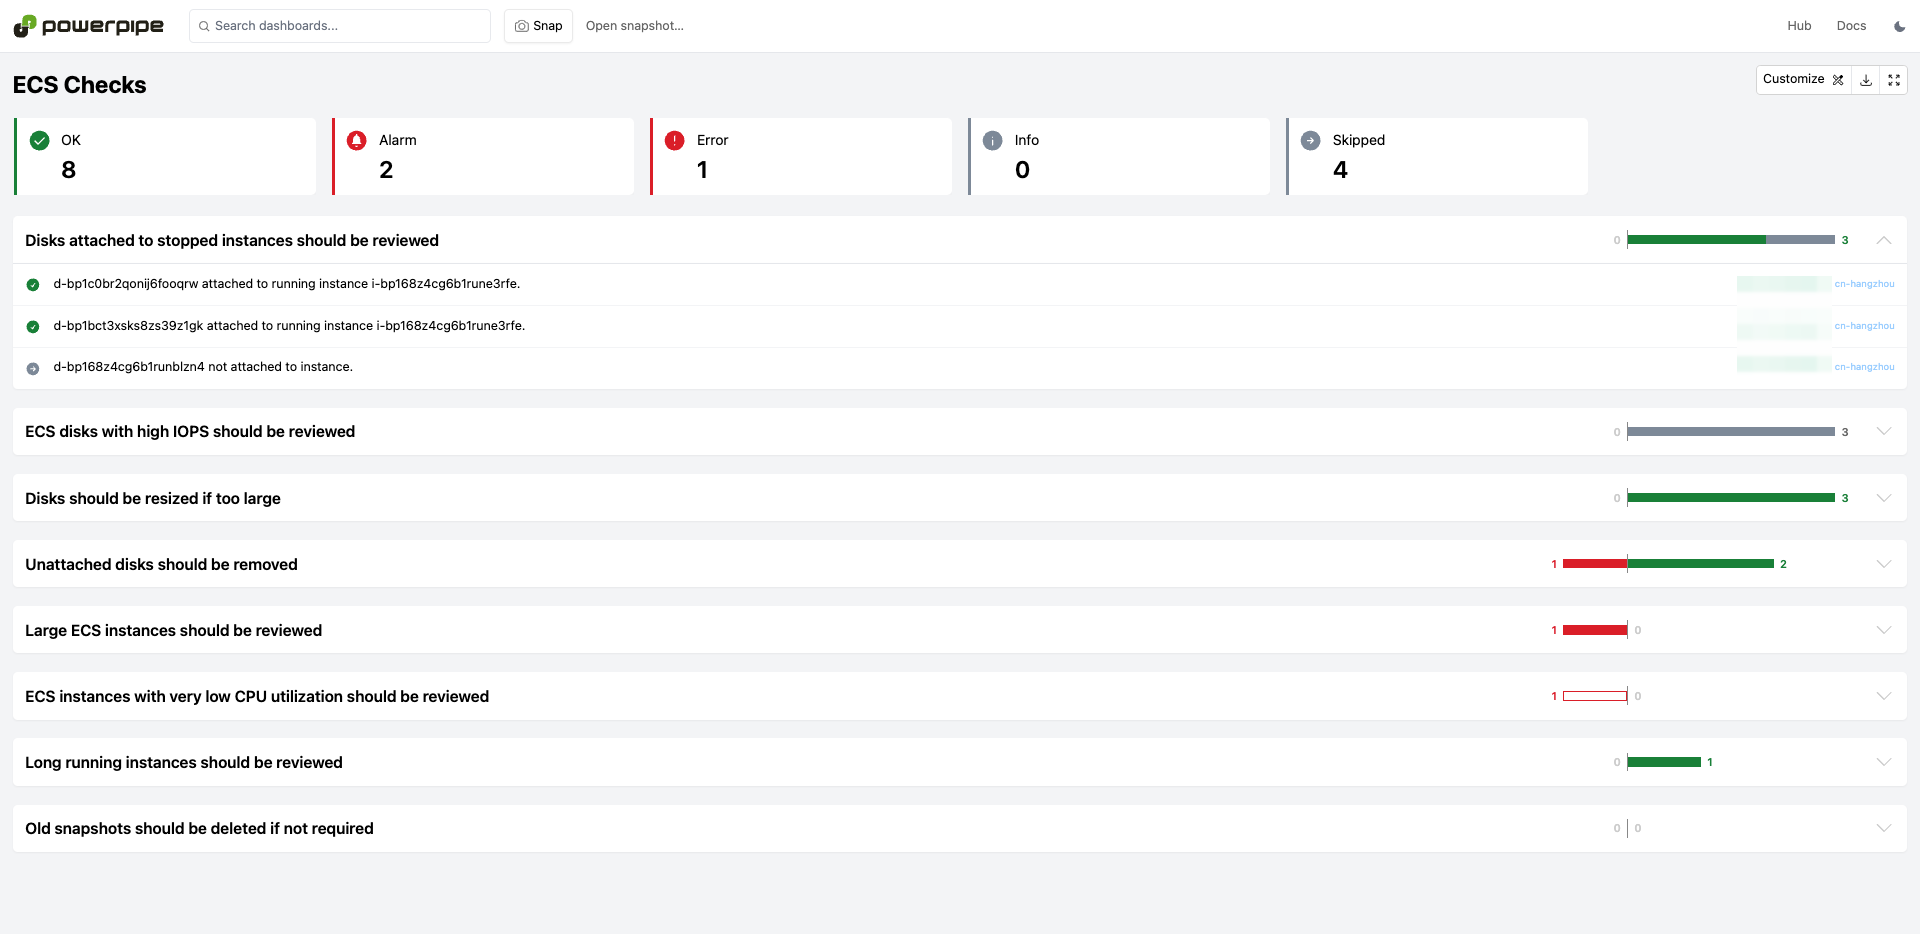 powerpipe
Search dashboards...
Snap
Open snapshot...
Hub
Docs
ECS Checks
Customize
OK
8
Alarm
2
Error
1
Info
0
Skipped
4
Disks attached to stopped instances should be reviewed
0
3
d-bp1c0br2qonij6fooqrw attached to running instance i-bp168z4cg6b1rune3rfe.
cn-hangzhou
d-bp1bct3xsks8zs39z1gk attached to running instance i-bp168z4cg6b1rune3rfe.
cn-hangzhou
d-bp168z4cg6b1runblzn4 not attached to instance.
cn-hangzhou
ECS disks with high IOPS should be reviewed
0
3
Disks should be resized if too large
0
3
Unattached disks should be removed
1
2
Large ECS instances should be reviewed
1
0
ECS instances with very low CPU utilization should be reviewed
1
0
Long running instances should be reviewed
0
1
Old snapshots should be deleted if not required
0
0